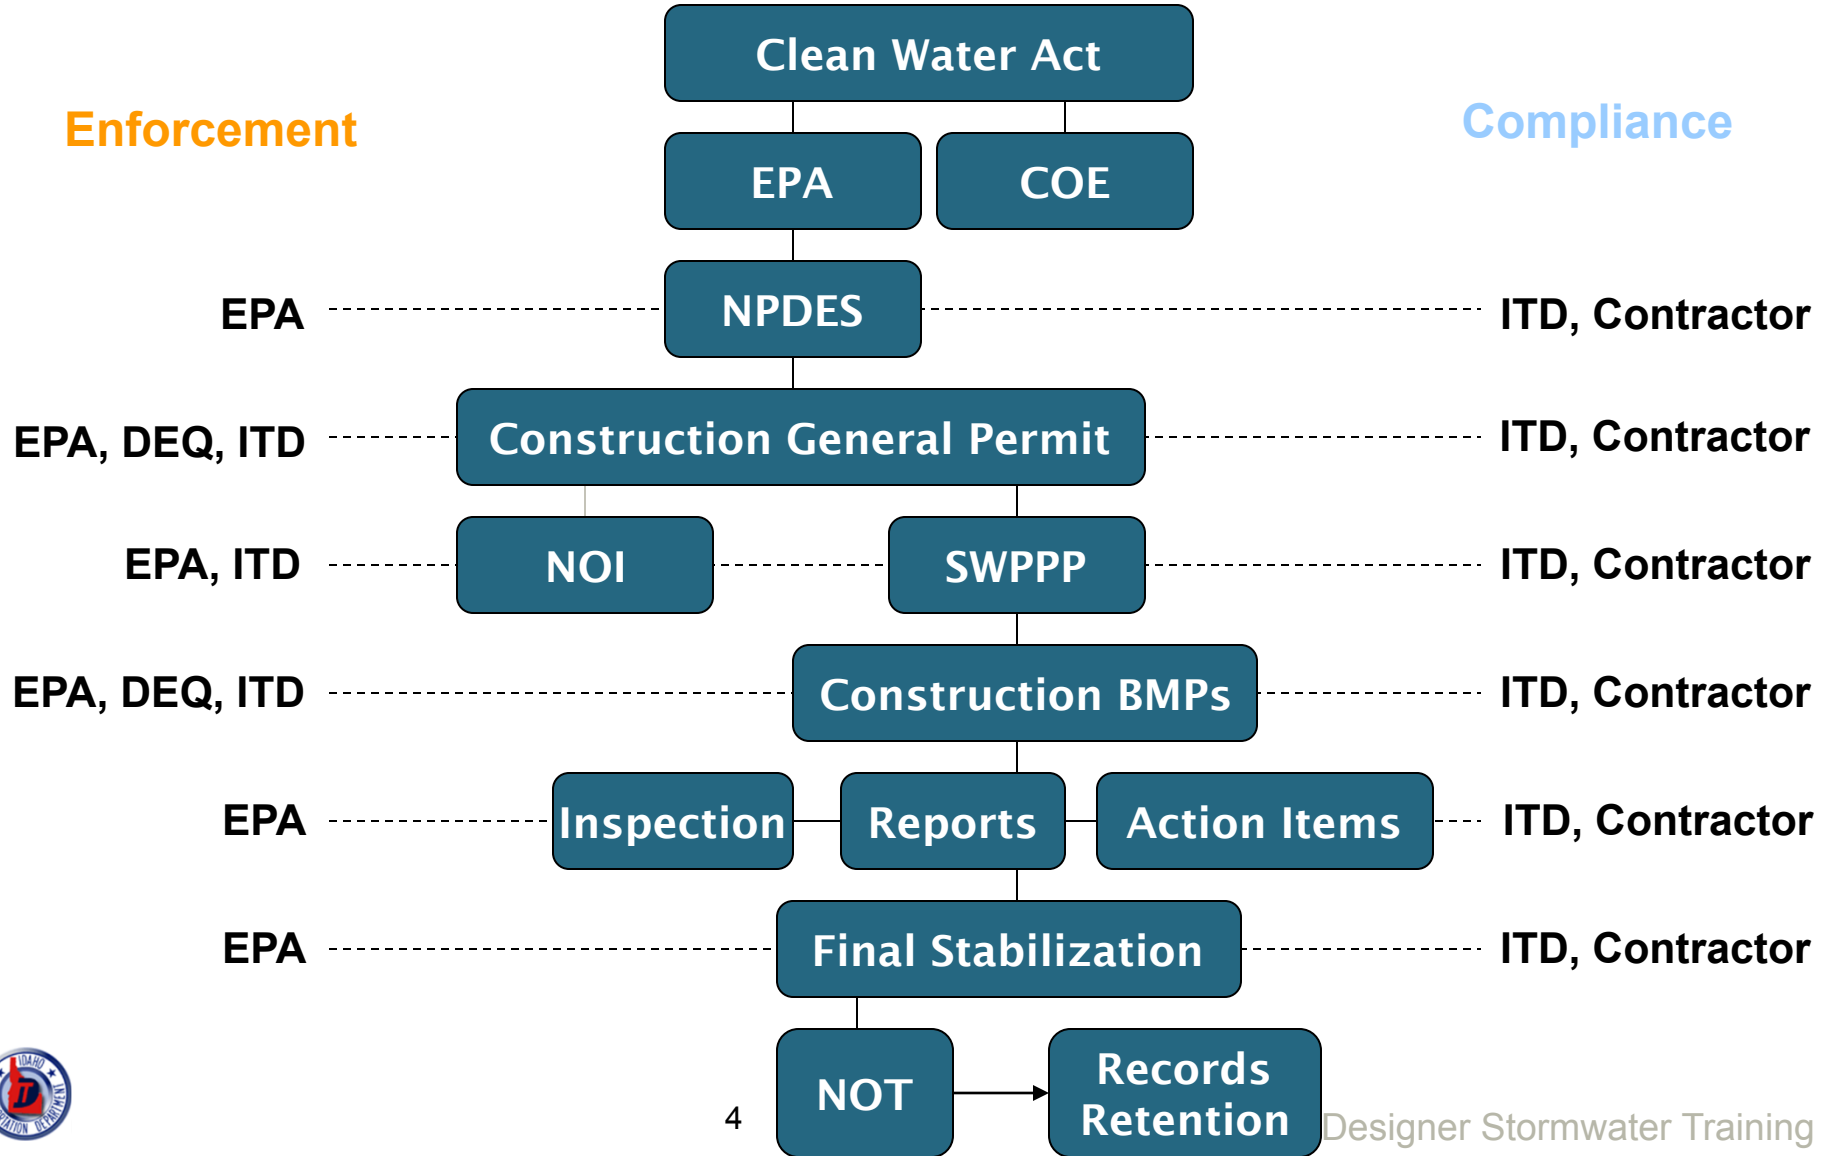 Clean Water Act
Enforcement
Compliance
EPA
COE
EPA
NPDES
ITD, Contractor
EPA, DEQ, ITD
Construction General Permit
ITD, Contractor
EPA, ITD
NOI
SWPPP
ITD, Contractor
EPA, DEQ, ITD
Construction BMPs
ITD, Contractor
EPA
Inspection
Reports
Action Items
ITD, Contractor
EPA
Final Stabilization
ITD, Contractor
IDAHO
NOT
Records
Retention
4
Designer Stormwater Training